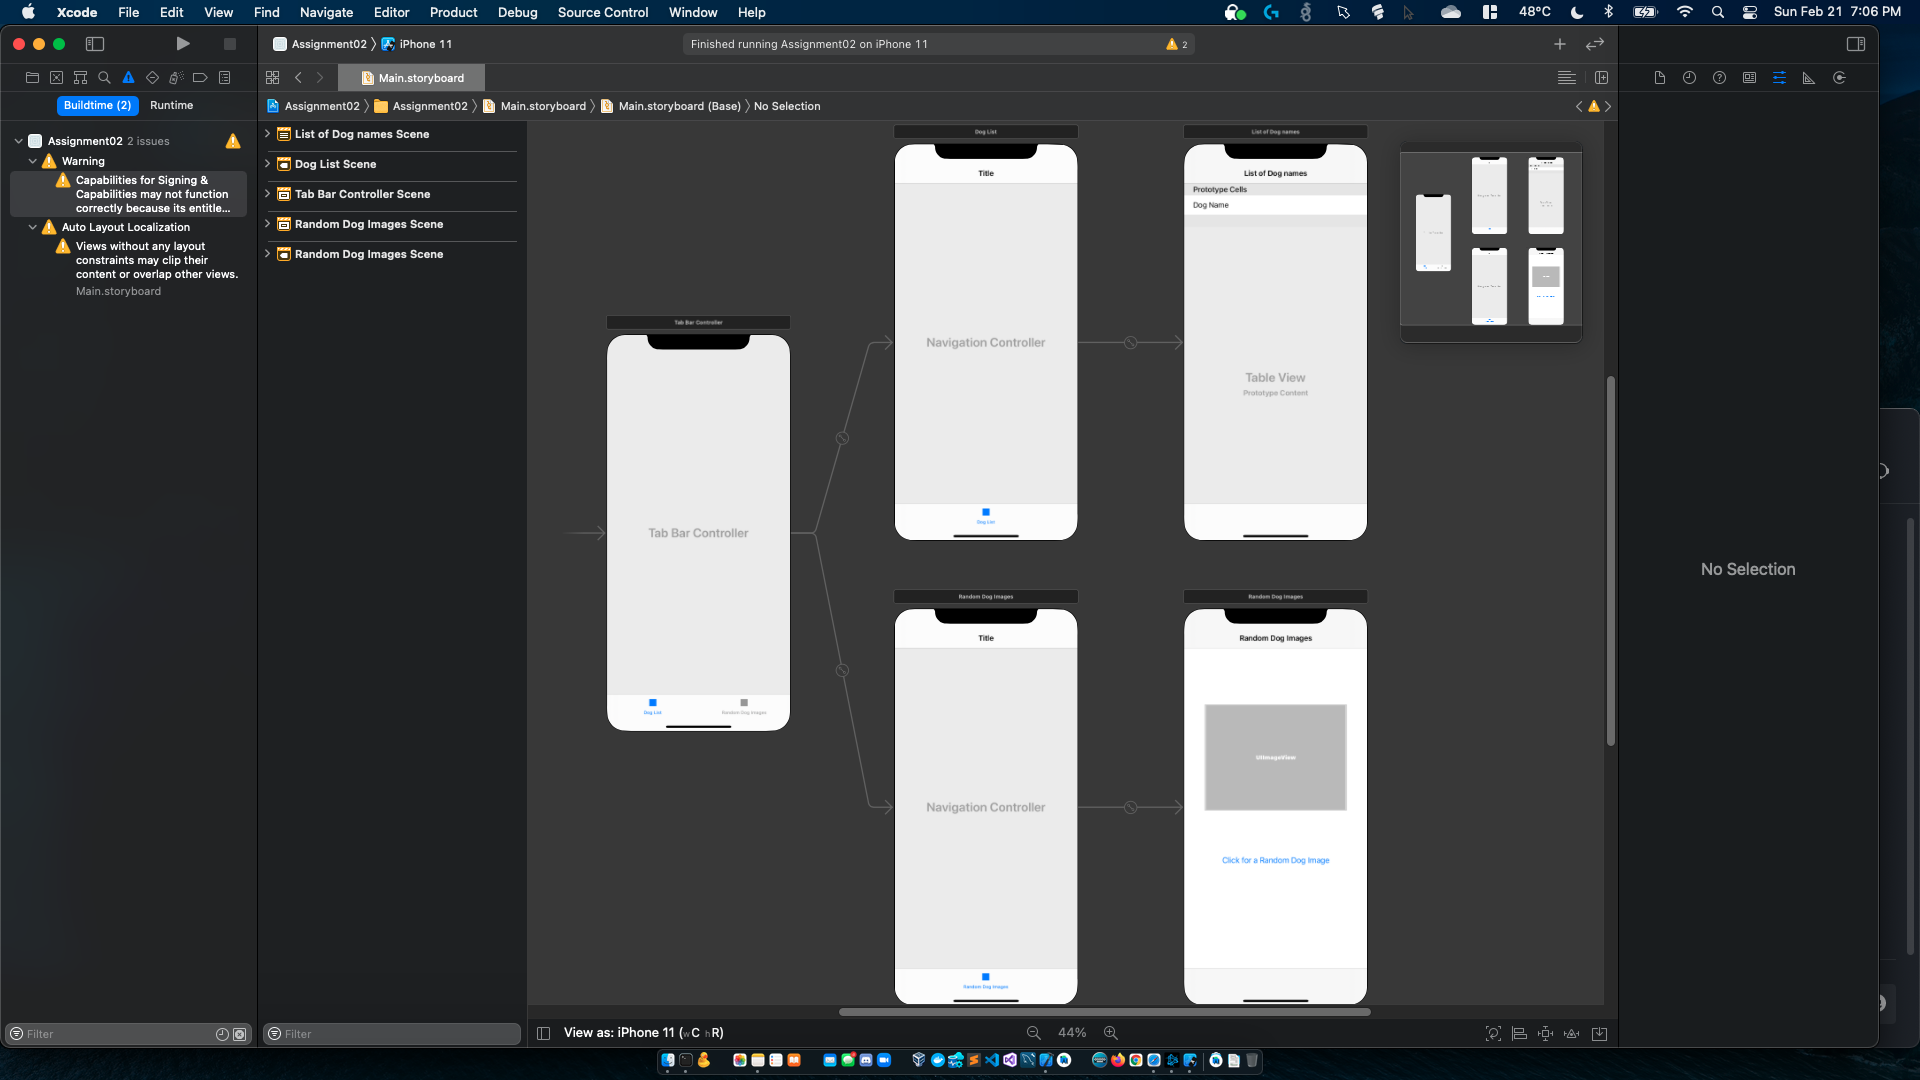 Xcode File Edit View Find Navigate Editor Product Debug Source Control Window Help
48°C
Sun Feb 21 7:06 PM
Assignment02 iPhone 11
Finished running Assignment02 on iPhone 11
2
Main.storyboard
Buildtime (2) Runtime
Assignment02 Assignment02 Main.storyboard Main.storyboard (Base) No Selection
Assignment02 2 issues
Warning
Capabilities for Signing &
Capabilities may not function
correctly because its entitle...
Auto Layout Localization
Views without any layout
constraints may clip their
content or overlap other views.
Main.storyboard
List of Dog names Scene
Dog List Scene
Tab Bar Controller Scene
Random Dog Images Scene
Random Dog Images Scene
Tab Bar Controller
Tab Bar Controller
Dog List
Random Dog Images
Dog List
Title
Navigation Controller
Dog List
List of Dog names
List of Dog names
Prototype Cells
Dog Name
Table View
Prototype Content
Random Dog Images
Title
Navigation Controller
Random Dog Images
Random Dog Images
Random Dog Images
UIImageView
Click for a Random Dog Image
No Selection
Filter
Filter
View as: iPhone 11 (wC hR)
44%